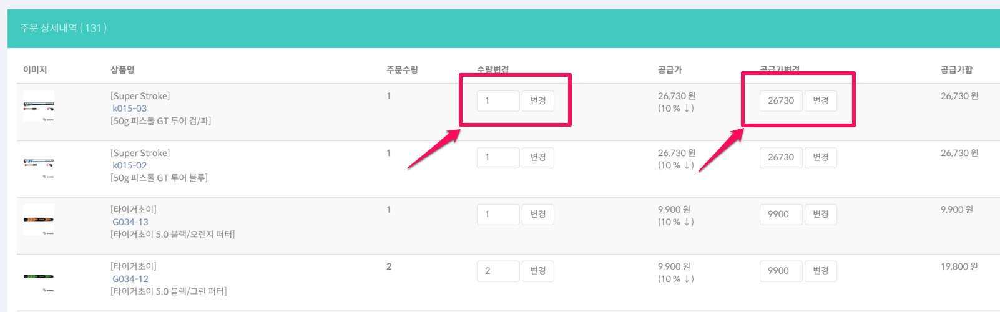 주문 상세내역 ( 131 )
이미지 상품명 주문수량 수량변경 공급가 공급가변경 공급가합
[Super Stroke] 1 1 변경 26,730 원 26730 변경 26,730 원
k015-03 (10 % ↓)
[50g 피스톨 GT 투어 검/파]
[Super Stroke] 1 1 변경 26,730 원 26730 변경 26,730 원
k015-02 (10 % ↓)
[50g 피스톨 GT 투어 블루]
[타이거초이] 1 1 변경 9,900 원 9900 변경 9,900 원
G034-13 (10 % ↓)
[타이거초이 5.0 블랙/오렌지 퍼터]
[타이거초이] 2 2 변경 9,900 원 9900 변경 19,800 원
G034-12 (10 % ↓)
[타이거초이 5.0 블랙/그린 퍼터]